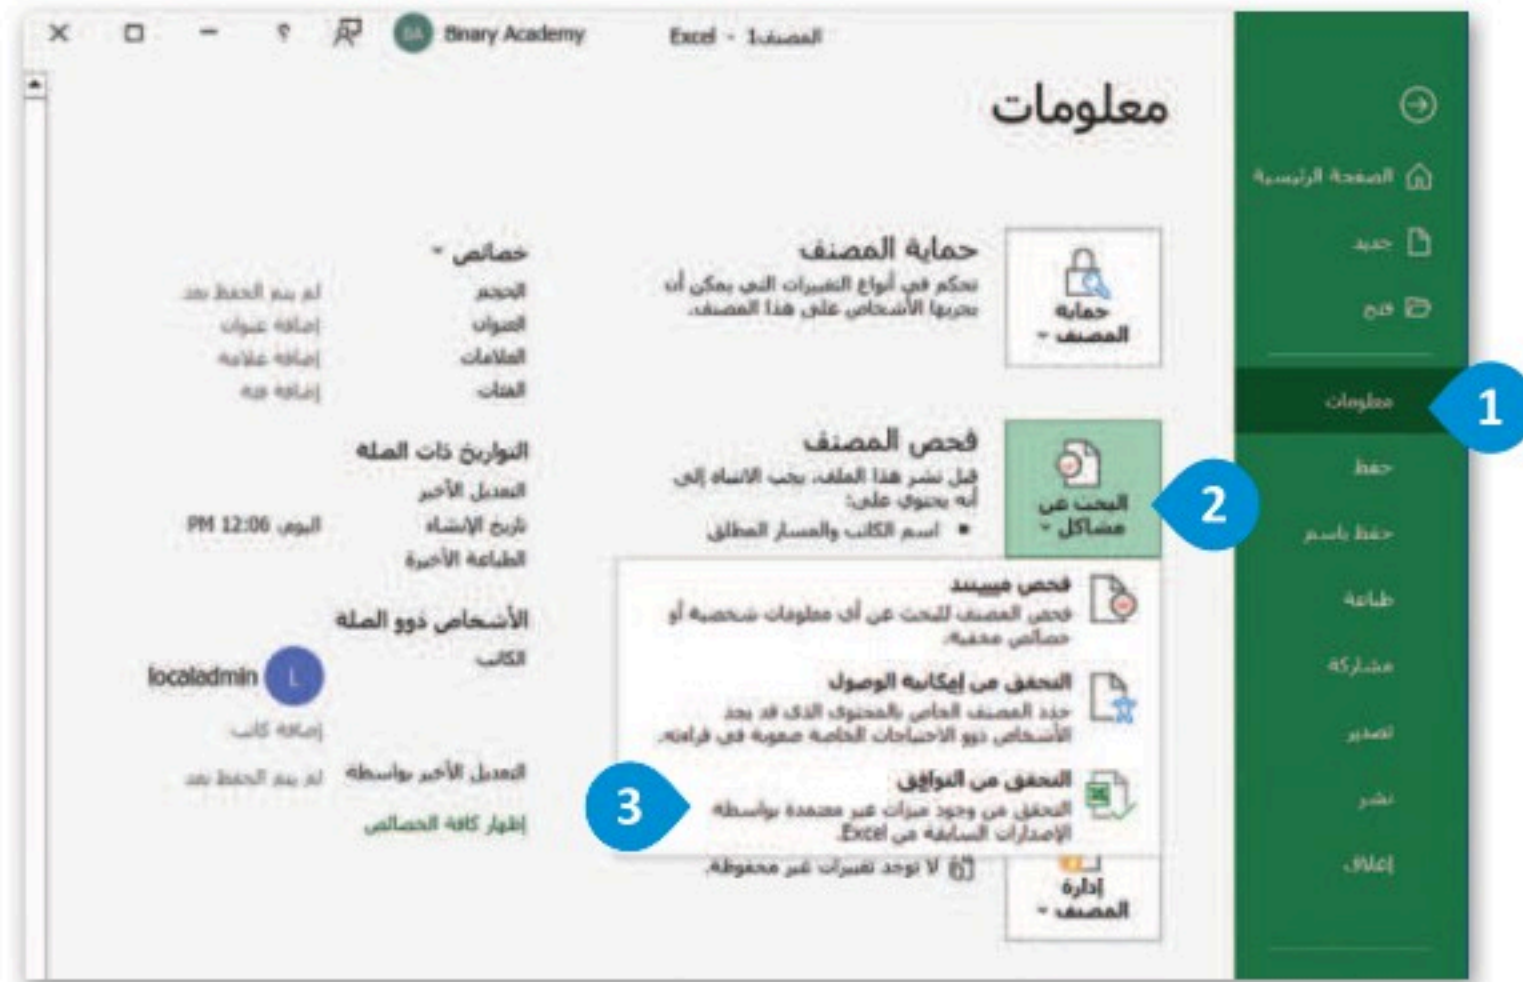 المصنف1 - Excel
Binary Academy
BA
الصفحة الرئيسية
جديد
فتح
معلومات
حفظ
حفظ باسم
طباعة
مشاركة
تصدير
نشر
إغلاق
1
معلومات
حماية المصنف
حماية المصنف
تحكم في أنواع التغييرات التي يمكن أن
يجريها الأشخاص على هذا المصنف.
البحث عن
مشاكل
2
فحص المصنف
قبل نشر هذا الملف، يجب الانتباه إلى
أنه يحتوي على:
▪ اسم الكاتب والمسار المطلق
فحص مييند
فحص المصنف للبحث عن أي معلومات شخصية أو
خصائص مخفية.
التحقق من إمكانية الوصول
حدد المصنف الخاص بالمحتوى الذي قد يجد
الأشخاص ذوو الاحتياجات الخاصة صعوبة في قراءته.
التحقق من التوافق
التحقق من وجود ميزات غير معتمدة بواسطة
الإصدارات السابقة من Excel.
3
إدارة
المصنف
لا توجد تغييرات غير محفوظة.
خصائص
الحجم لم يتم الحفظ بعد
العنوان إضافة عنوان
العلامات إضافة علامة
الفئات إضافة فئة
التواريخ ذات الصلة
التعديل الأخير
تاريخ الإنشاء اليوم، 12:06 PM
الطباعة الأخيرة
الأشخاص ذوو الصلة
الكاتب
L localadmin
إضافة كاتب
التعديل الأخير بواسطة لم يتم الحفظ بعد
إظهار كافة الخصائص